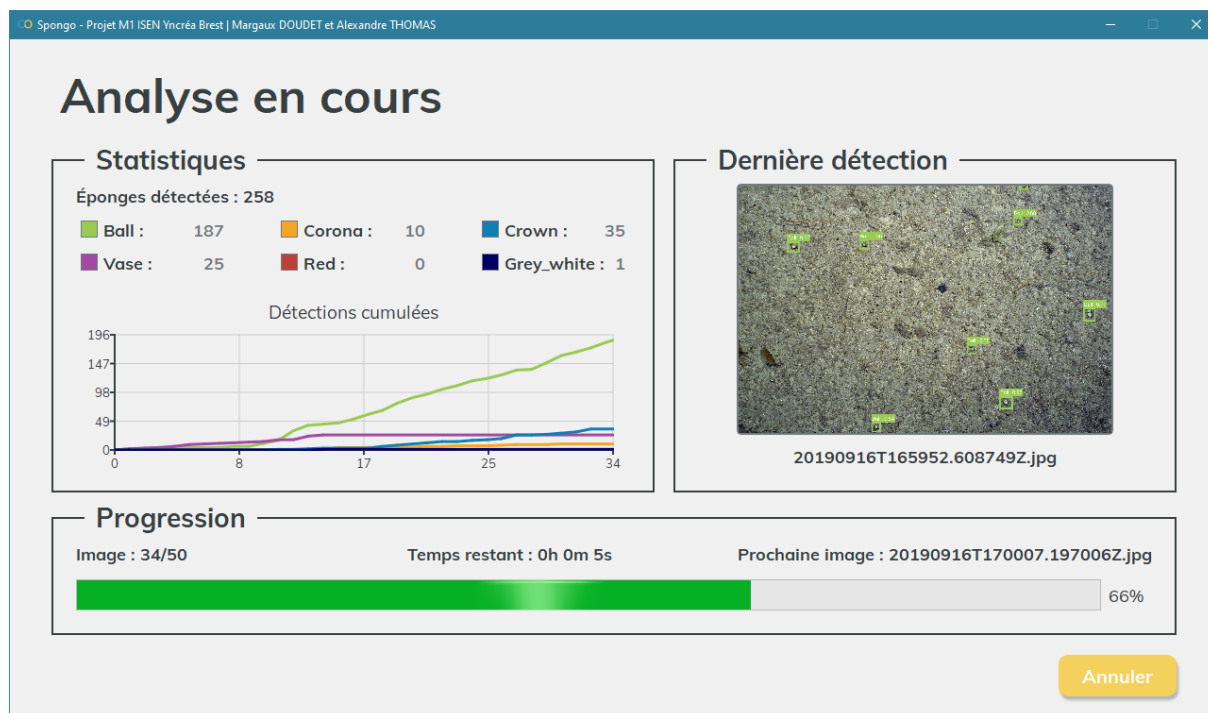 Spongo - Projet M1 ISEN Yncréa Brest | Margaux DOUDET et Alexandre THOMAS
Analyse en cours
Statistiques
Éponges détectées : 258
Ball : 187 Corona : 10 Crown : 35
Vase : 25 Red : 0 Grey_white : 1
Détections cumulées
196
147
98
49
0
0 8 17 25 34
Dernière détection
20190916T165952.608749Z.jpg
Progression
Image : 34/50 Temps restant : 0h 0m 5s Prochaine image : 20190916T170007.197006Z.jpg
66%
Annuler